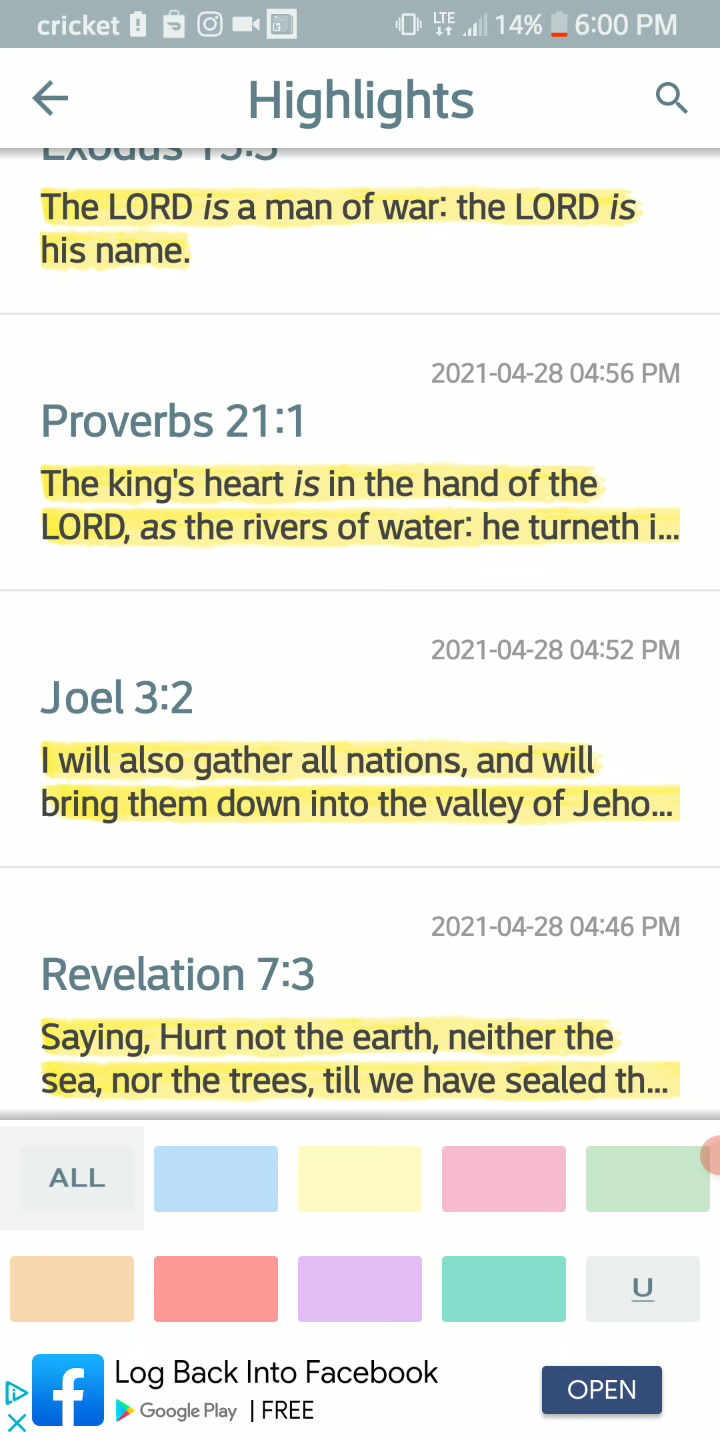 cricket LTE 14% 6:00 PM
Highlights
Exodus 15:3
The LORD is a man of war: the LORD is
his name.
2021-04-28 04:56 PM
Proverbs 21:1
The king's heart is in the hand of the
LORD, as the rivers of water: he turneth i...
2021-04-28 04:52 PM
Joel 3:2
I will also gather all nations, and will
bring them down into the valley of Jeho...
2021-04-28 04:46 PM
Revelation 7:3
Saying, Hurt not the earth, neither the
sea, nor the trees, till we have sealed th...
ALL
U
Log Back Into Facebook
Google Play | FREE
OPEN